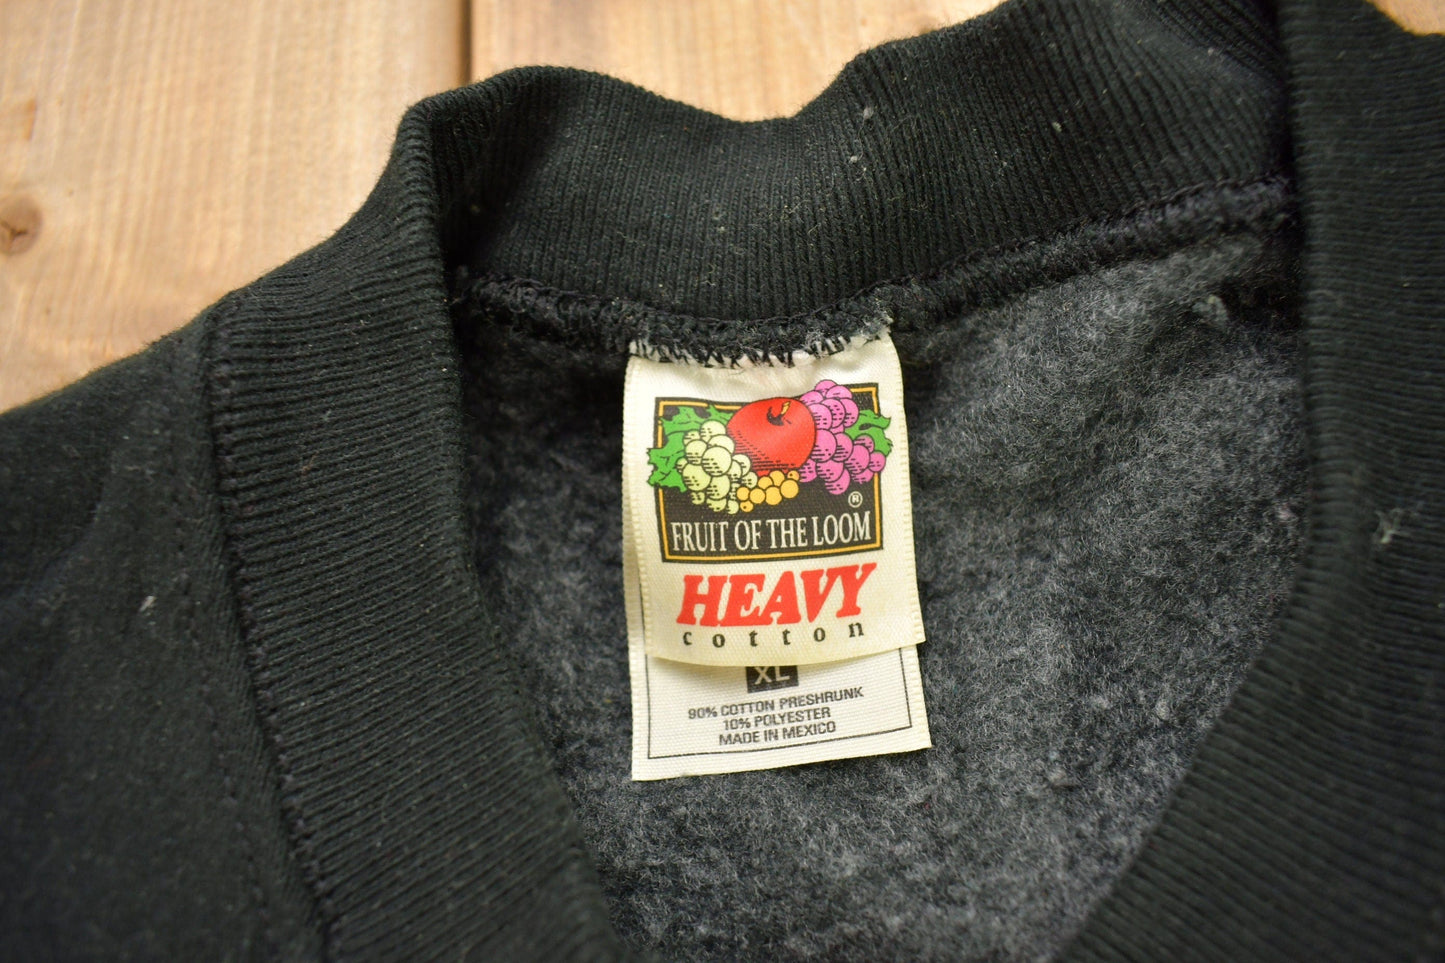 ®
FRUIT OF THE LOOM
HEAVY
cotton
XL
90% COTTON PRESHRUNK
10% POLYESTER
MADE IN MEXICO